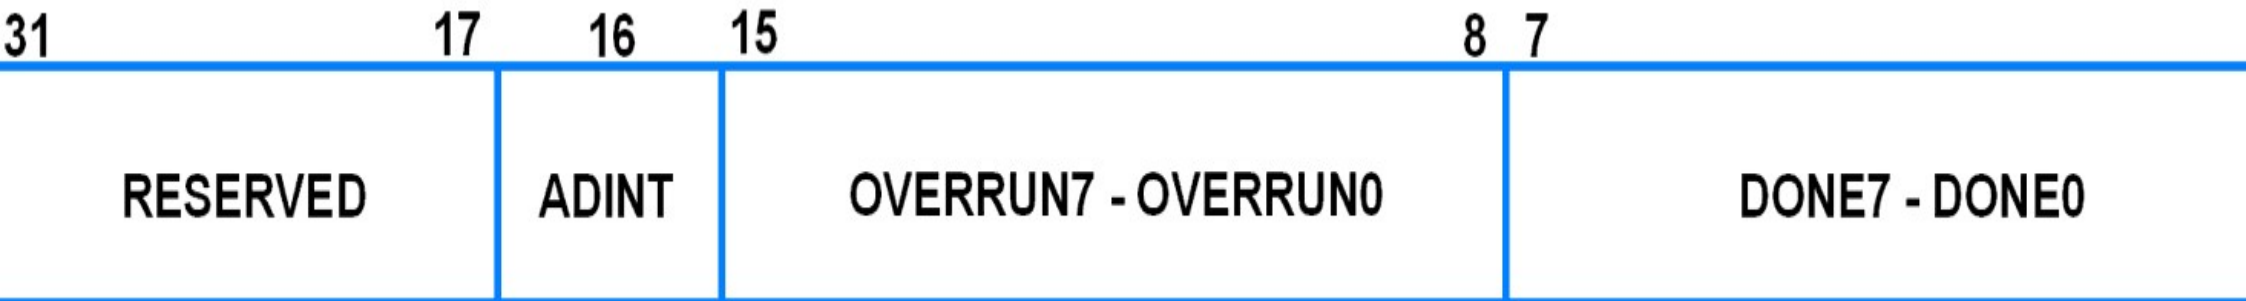 31 17 16 15 8 7
RESERVED ADINT OVERRUN7 - OVERRUN0 DONE7 - DONE0